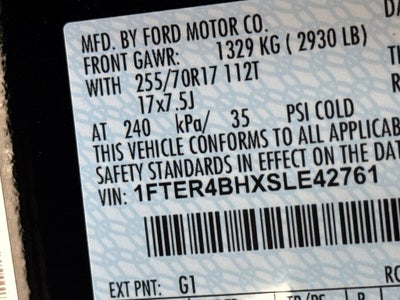 MFD. BY FORD MOTOR CO.
DA
FRONT GAWR: 1329 KG ( 2930 LB)
WITH 255/70R17 112T
17x7.5J
AT 240 kPa/ 35 PSI COLD
THIS VEHICLE CONFORMS TO ALL APPLICAB
SAFETY STANDARDS IN EFFECT ON THE DAT
VIN: 1FTER4BHXSLE42761
EXT PNT: G1
RC